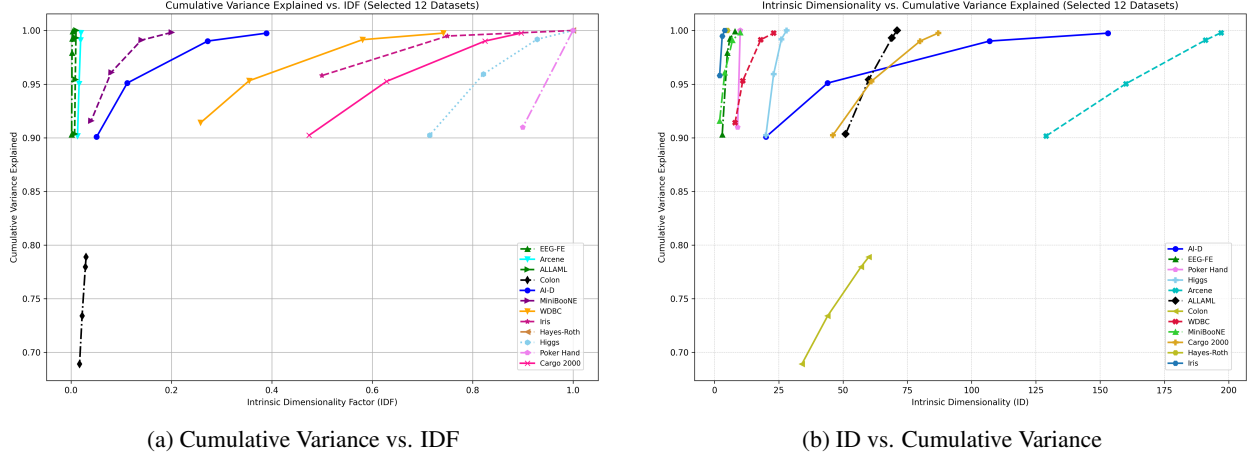 Cumulative Variance Explained vs. IDF (Selected 12 Datasets)
1.00
0.95
0.90
0.85
0.80
0.75
0.70
Cumulative Variance Explained
0.0 0.2 0.4 0.6 0.8 1.0
Intrinsic Dimensionality Factor (IDF)
EEG-FE
Arcene
ALLAML
Colon
AI-D
MiniBooNE
WDBC
Iris
Hayes-Roth
Higgs
Poker Hand
Cargo 2000
(a) Cumulative Variance vs. IDF
Intrinsic Dimensionality vs. Cumulative Variance Explained (Selected 12 Datasets)
1.00
0.95
0.90
0.85
0.80
0.75
0.70
Cumulative Variance Explained
0 25 50 75 100 125 150 175 200
Intrinsic Dimensionality (ID)
AI-D
EEG-FE
Poker Hand
Higgs
Arcene
ALLAML
Colon
WDBC
MiniBooNE
Cargo 2000
Hayes-Roth
Iris
(b) ID vs. Cumulative Variance